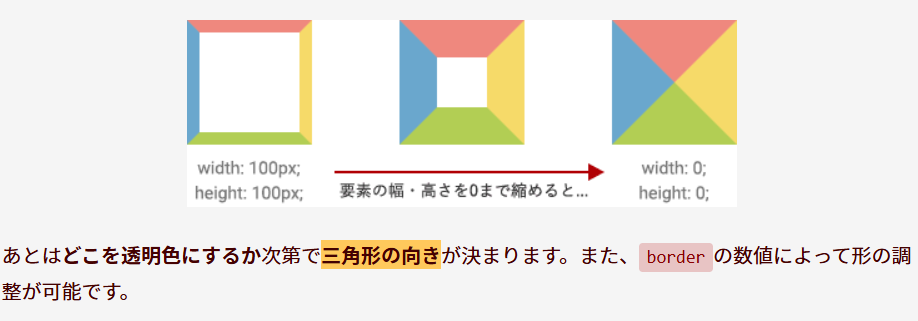 width: 100px;
height: 100px;
要素の幅・高さを0まで縮めると...
width: 0;
height: 0;
あとはどこを透明色にするか次第で三角形の向きが決まります。また、 border の数値によって形の調
整が可能です。